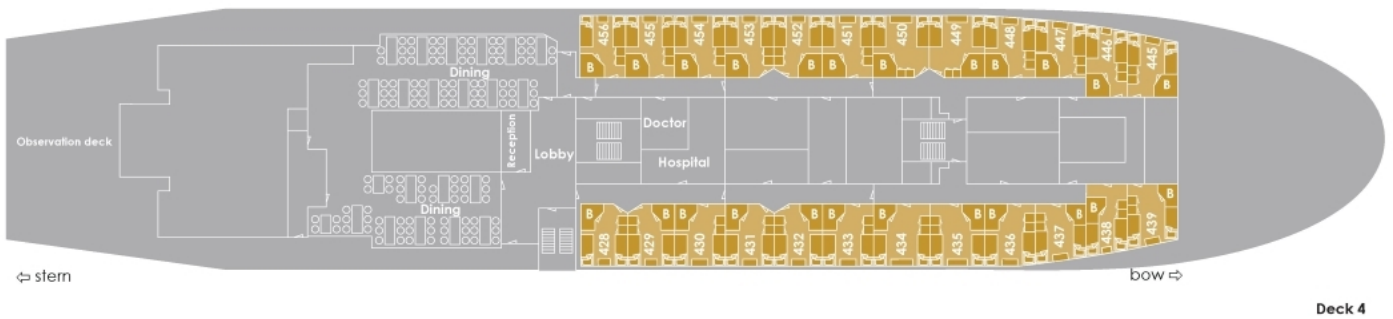 456 455 454 453 452 451 450 449 448 447 446 445
B B B B B B B B B B B B
Dining
Observation deck
Reception
Lobby
Doctor
Hospital
Dining
B B B B B B B B B B B B
428 429 430 431 432 433 434 435 436 437 438 439
⇦ stern
bow ⇨
Deck 4